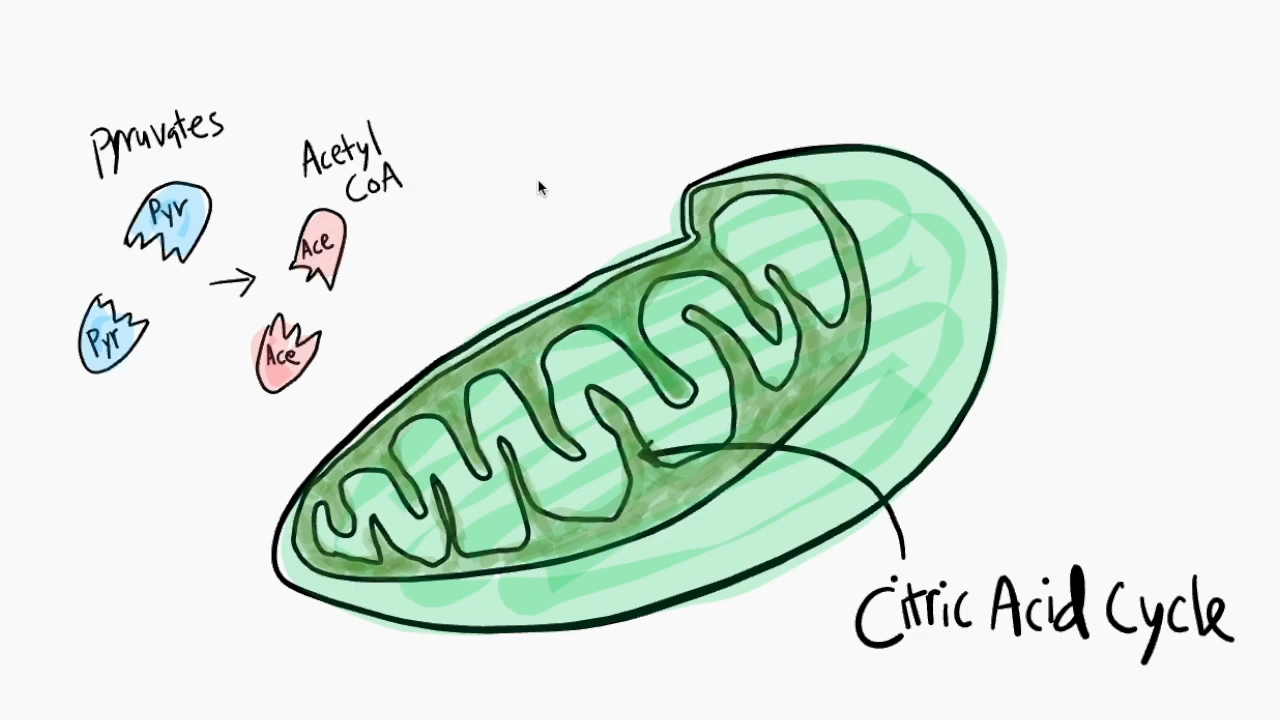 Pyruvates
Acetyl
CoA
Pyr
Ace
Pyr
Ace
Citric Acid Cycle